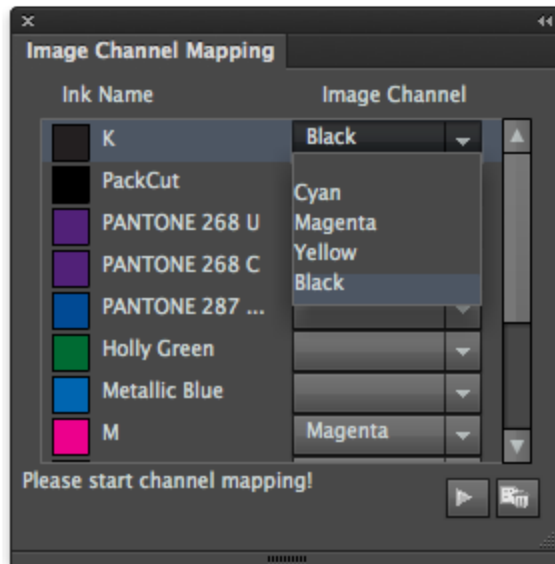 Image Channel Mapping
Ink Name Image Channel
K Black
PackCut
Cyan
PANTONE 268 U Magenta
Yellow
PANTONE 268 C
Black
PANTONE 287 ...
Holly Green
Metallic Blue
M Magenta
Please start channel mapping!